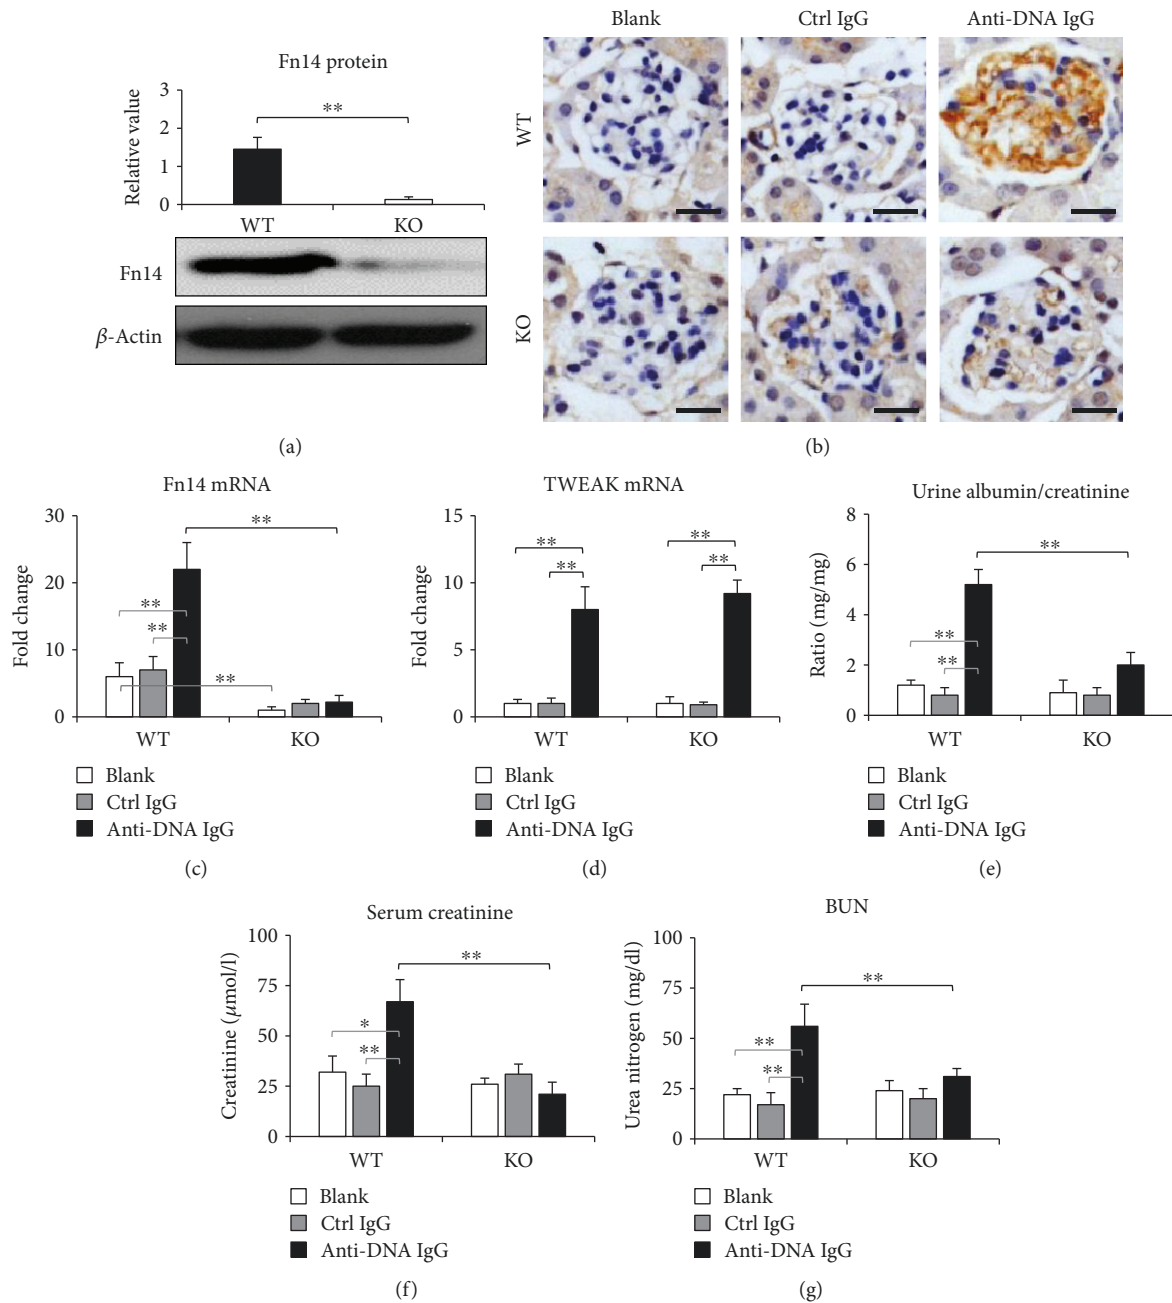 Blank
Ctrl IgG
Anti-DNA IgG
Fn14 protein
Relative value
3
2
1
0
**
WT
KO
Fn14
β-Actin
(a)
WT
KO
(b)
Fn14 mRNA
Fold change
30
20
10
0
**
**
**
**
WT
KO
Blank
Ctrl IgG
Anti-DNA IgG
(c)
TWEAK mRNA
Fold change
15
10
5
0
**
**
**
**
WT
KO
Blank
Ctrl IgG
Anti-DNA IgG
(d)
Urine albumin/creatinine
Ratio (mg/mg)
8
6
4
2
0
**
**
**
WT
KO
Blank
Ctrl IgG
Anti-DNA IgG
(e)
Serum creatinine
Creatinine (μmol/l)
100
75
50
25
0
**
*
**
WT
KO
Blank
Ctrl IgG
Anti-DNA IgG
(f)
BUN
Urea nitrogen (mg/dl)
100
75
50
25
0
**
**
**
WT
KO
Blank
Ctrl IgG
Anti-DNA IgG
(g)